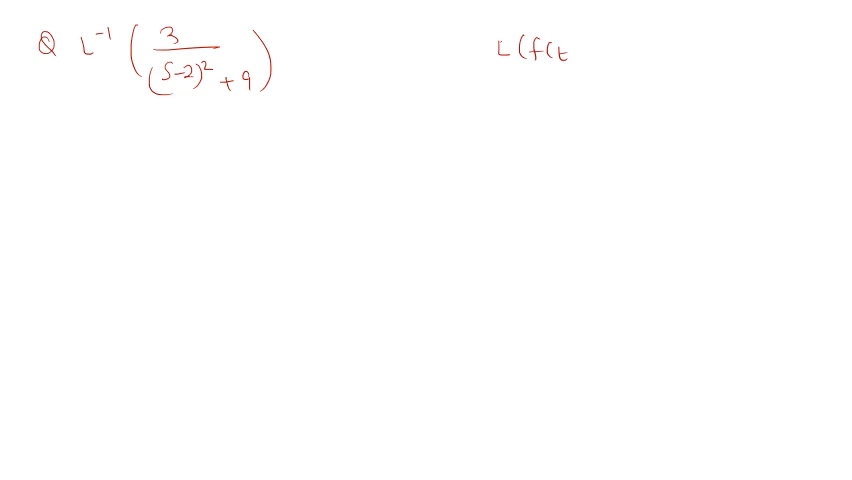 Q L⁻¹ ( 3 / ((s-2)² + 9) )
L(f(t